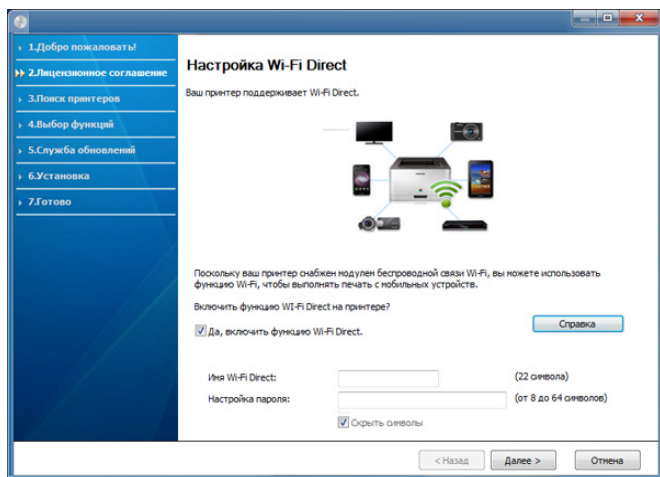 1.Добро пожаловать!
2.Лицензионное соглашение
3.Поиск принтеров
4.Выбор функций
5.Служба обновлений
6.Установка
7.Готово
Настройка Wi-Fi Direct
Ваш принтер поддерживает Wi-Fi Direct.
Поскольку ваш принтер снабжен модулем беспроводной связи Wi-Fi, вы можете использовать
функцию Wi-Fi, чтобы выполнять печать с мобильных устройств.
Включить функцию WI-Fi Direct на принтере?
Да, включить функцию Wi-Fi Direct.
Справка
Имя Wi-Fi Direct: (22 символа)
Настройка пароля: (от 8 до 64 символов)
Скрыть символы
< Назад Далее > Отмена